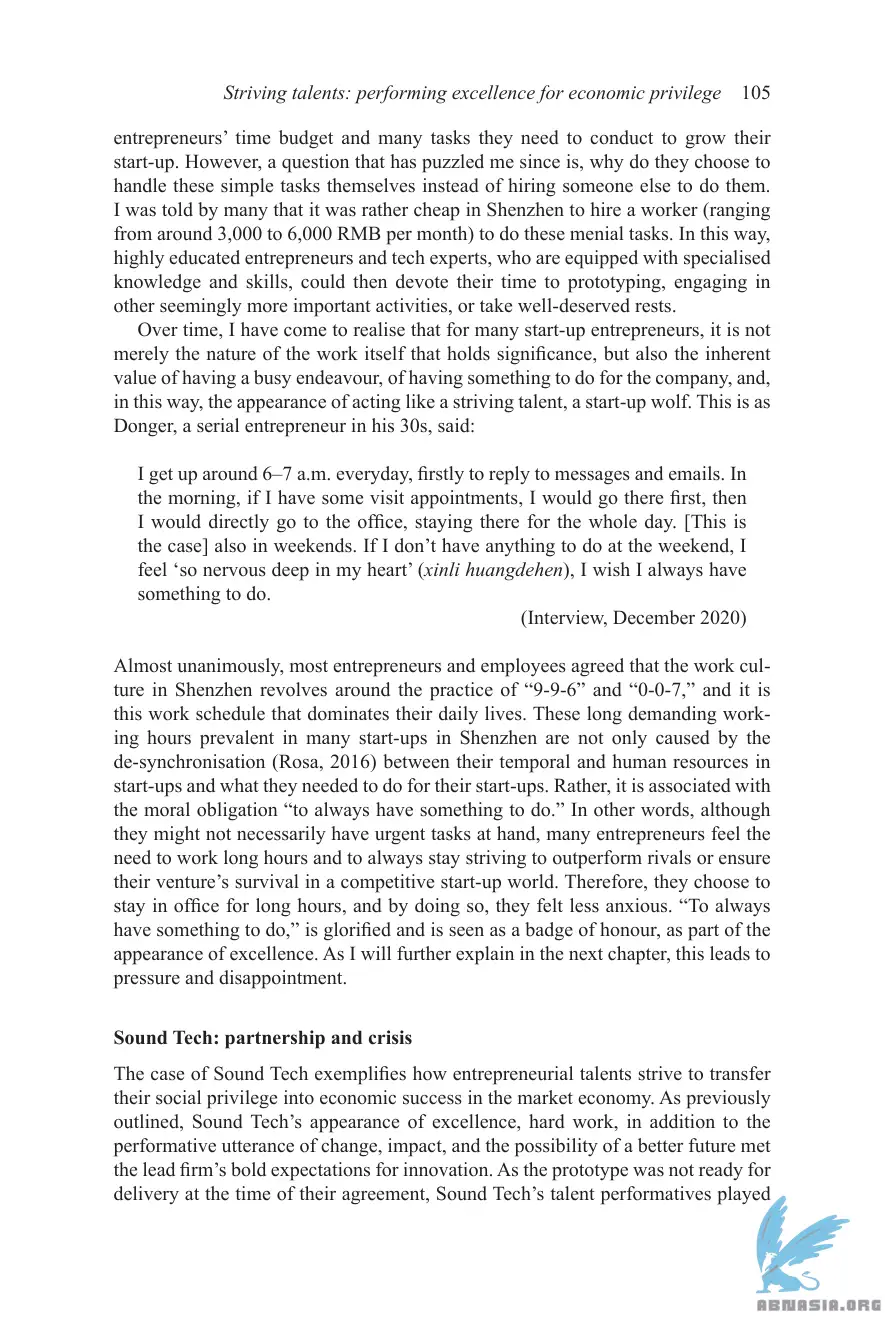 Striving talents: performing excellence for economic privilege 105
entrepreneurs’ time budget and many tasks they need to conduct to grow their
start-up. However, a question that has puzzled me since is, why do they choose to
handle these simple tasks themselves instead of hiring someone else to do them.
I was told by many that it was rather cheap in Shenzhen to hire a worker (ranging
from around 3,000 to 6,000 RMB per month) to do these menial tasks. In this way,
highly educated entrepreneurs and tech experts, who are equipped with specialised
knowledge and skills, could then devote their time to prototyping, engaging in
other seemingly more important activities, or take well-deserved rests.
Over time, I have come to realise that for many start-up entrepreneurs, it is not
merely the nature of the work itself that holds significance, but also the inherent
value of having a busy endeavour, of having something to do for the company, and,
in this way, the appearance of acting like a striving talent, a start-up wolf. This is as
Donger, a serial entrepreneur in his 30s, said:
I get up around 6–7 a.m. everyday, firstly to reply to messages and emails. In
the morning, if I have some visit appointments, I would go there first, then
I would directly go to the office, staying there for the whole day. [This is
the case] also in weekends. If I don’t have anything to do at the weekend, I
feel ‘so nervous deep in my heart’ (xinli huangdehen), I wish I always have
something to do.
(Interview, December 2020)
Almost unanimously, most entrepreneurs and employees agreed that the work cul-
ture in Shenzhen revolves around the practice of “9-9-6” and “0-0-7,” and it is
this work schedule that dominates their daily lives. These long demanding work-
ing hours prevalent in many start-ups in Shenzhen are not only caused by the
de-synchronisation (Rosa, 2016) between their temporal and human resources in
start-ups and what they needed to do for their start-ups. Rather, it is associated with
the moral obligation “to always have something to do.” In other words, although
they might not necessarily have urgent tasks at hand, many entrepreneurs feel the
need to work long hours and to always stay striving to outperform rivals or ensure
their venture’s survival in a competitive start-up world. Therefore, they choose to
stay in office for long hours, and by doing so, they felt less anxious. “To always
have something to do,” is glorified and is seen as a badge of honour, as part of the
appearance of excellence. As I will further explain in the next chapter, this leads to
pressure and disappointment.
Sound Tech: partnership and crisis
The case of Sound Tech exemplifies how entrepreneurial talents strive to transfer
their social privilege into economic success in the market economy. As previously
outlined, Sound Tech’s appearance of excellence, hard work, in addition to the
performative utterance of change, impact, and the possibility of a better future met
the lead firm’s bold expectations for innovation. As the prototype was not ready for
delivery at the time of their agreement, Sound Tech’s talent performatives played
ABNASIA.ORG